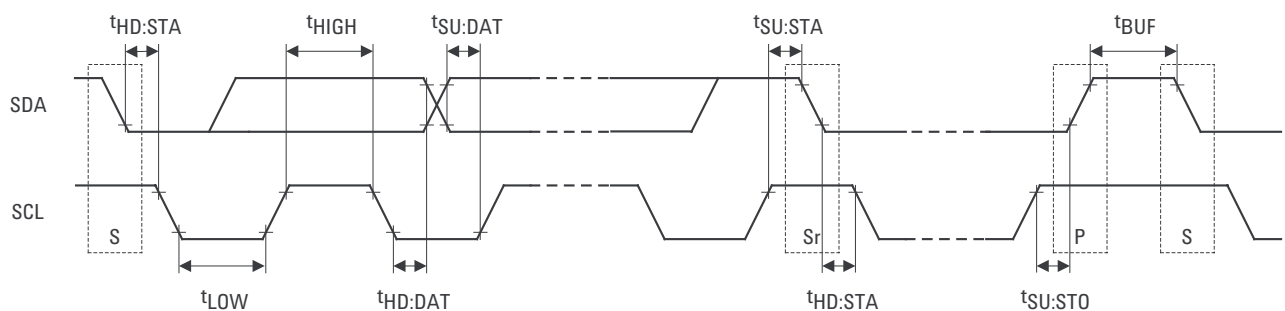 tHD:STA tHIGH tSU:DAT tSU:STA tBUF
SDA
SCL
S Sr P S
tLOW tHD:DAT tHD:STA tSU:STO